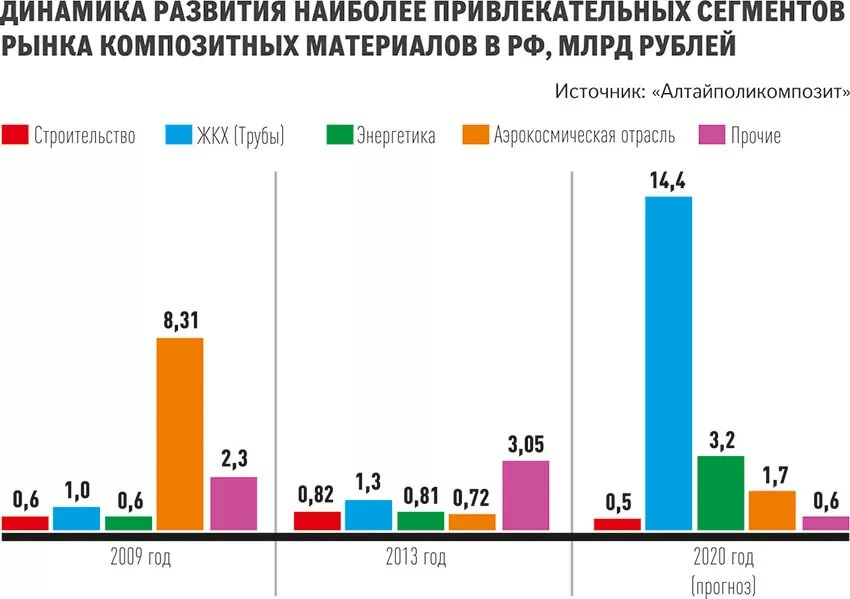 ДИНАМИКА РАЗВИТИЯ НАИБОЛЕЕ ПРИВЛЕКАТЕЛЬНЫХ СЕГМЕНТОВ
РЫНКА КОМПОЗИТНЫХ МАТЕРИАЛОВ В РФ, МЛРД РУБЛЕЙ
Источник: «Алтайполикомпозит»
Строительство ЖКХ (Трубы) Энергетика Аэрокосмическая отрасль Прочие
0,6 1,0 0,6 8,31 2,3
0,82 1,3 0,81 0,72 3,05
0,5 14,4 3,2 1,7 0,6
2009 год 2013 год 2020 год
(прогноз)